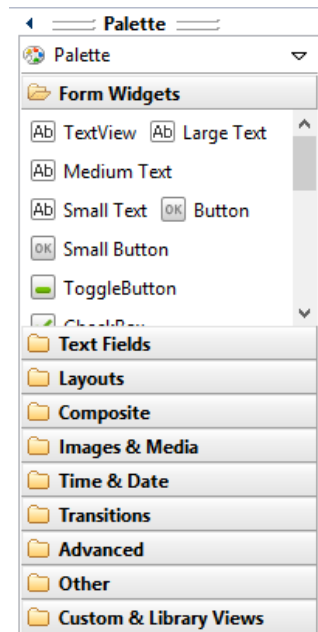 Palette
Palette
Form Widgets
Ab TextView Ab Large Text
Ab Medium Text
Ab Small Text OK Button
OK Small Button
ToggleButton
CheckBox
Text Fields
Layouts
Composite
Images & Media
Time & Date
Transitions
Advanced
Other
Custom & Library Views